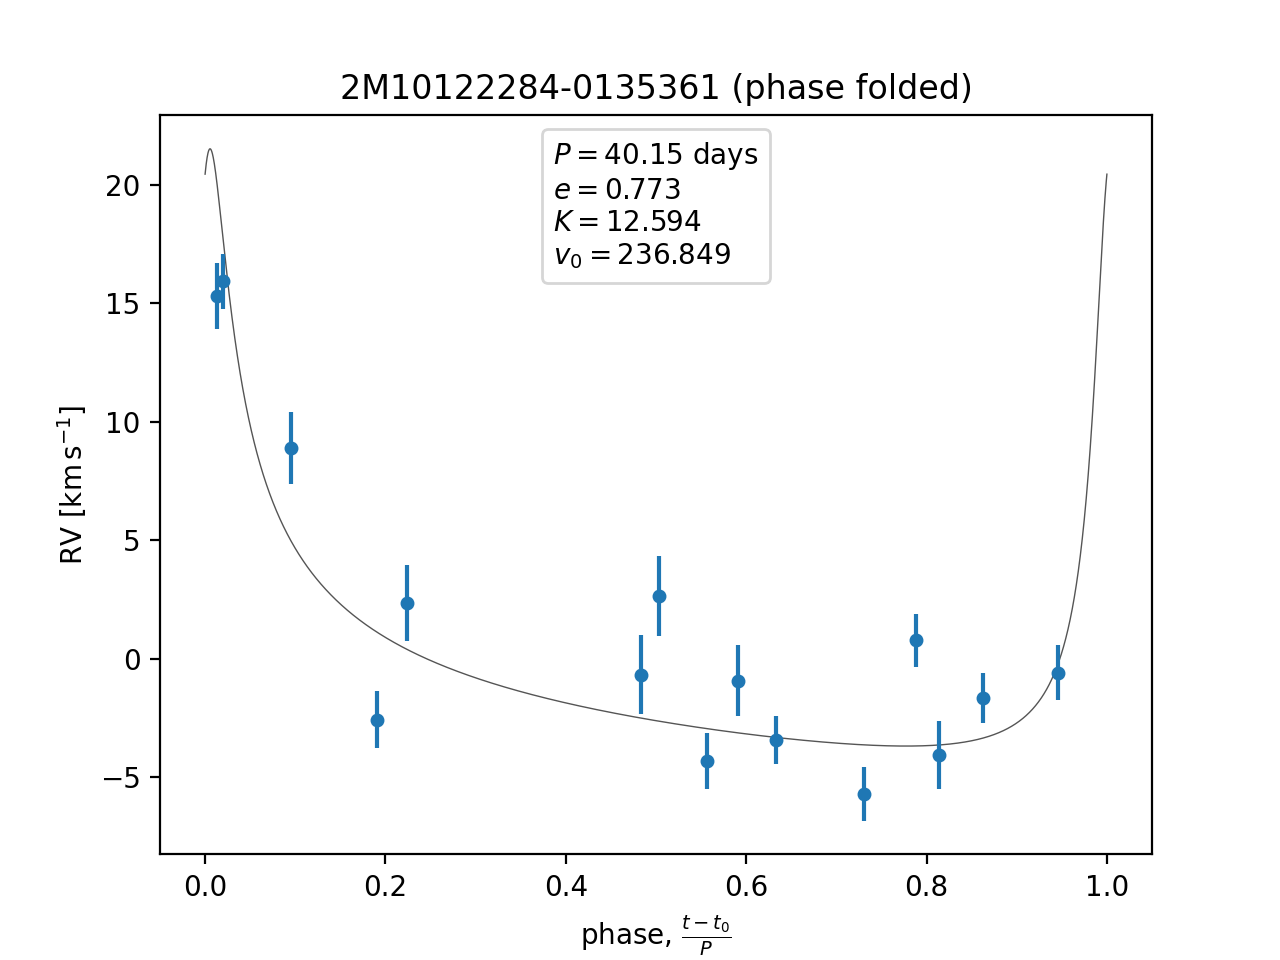 2M10122284-0135361 (phase folded)
P = 40.15 days
e = 0.773
K = 12.594
v₀ = 236.849
RV [km s⁻¹]
20
15
10
5
0
−5
0.0 0.2 0.4 0.6 0.8 1.0
phase, (t − t₀)/P